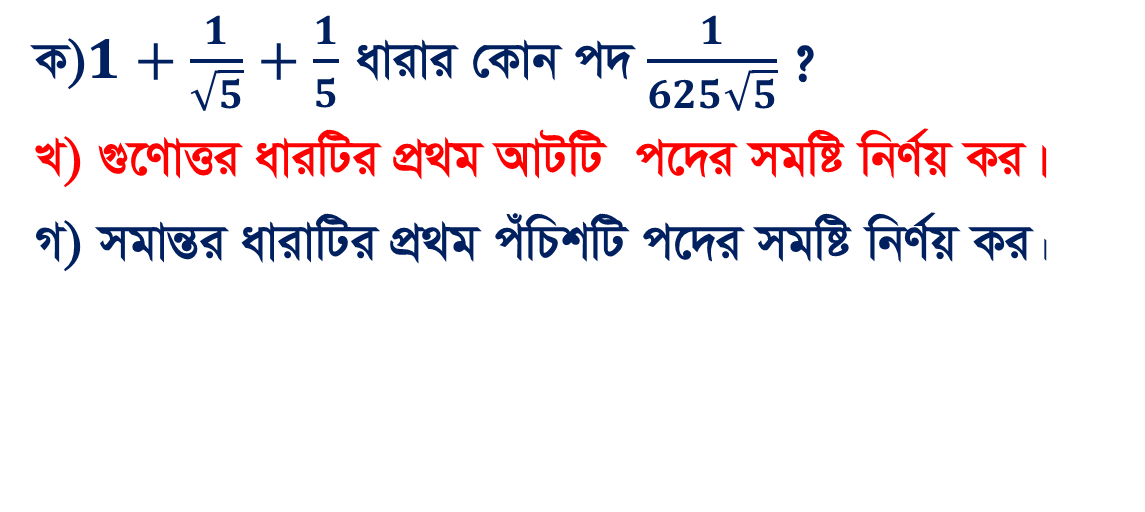 ক)1 + 1/√5 + 1/5 ধারার কোন পদ 1/625√5 ?
খ) গুণোত্তর ধারটির প্রথম আটটি পদের সমষ্টি নির্ণয় কর।
গ) সমান্তর ধারাটির প্রথম পঁচিশটি পদের সমষ্টি নির্ণয় কর।